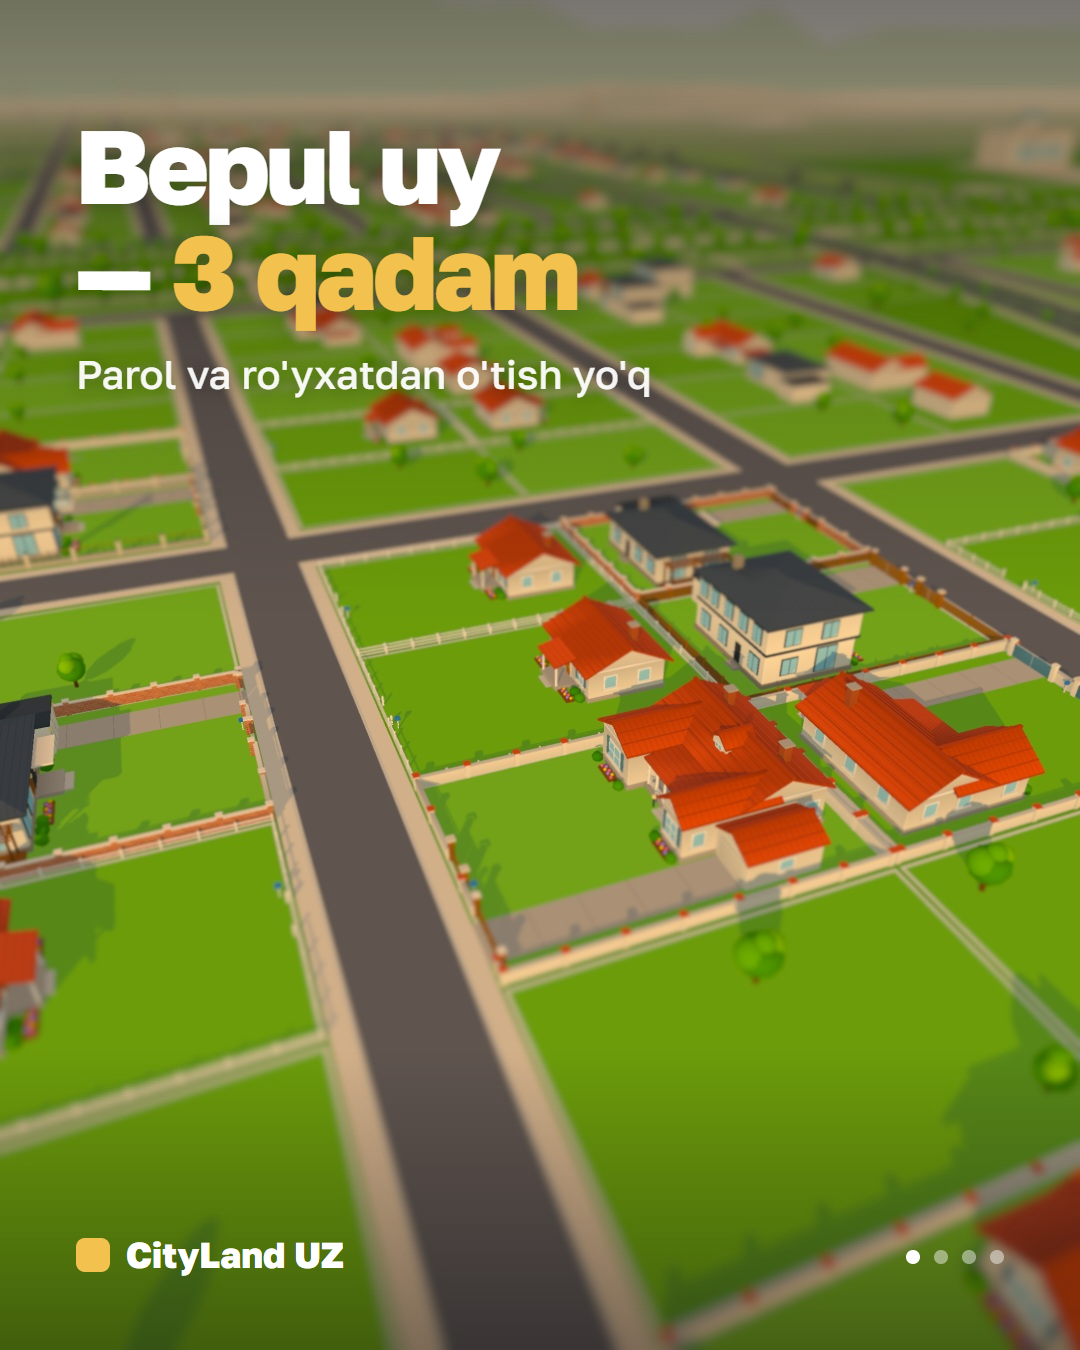 Bepul uy
— 3 qadam
Parol va ro'yxatdan o'tish yo'q
CityLand UZ